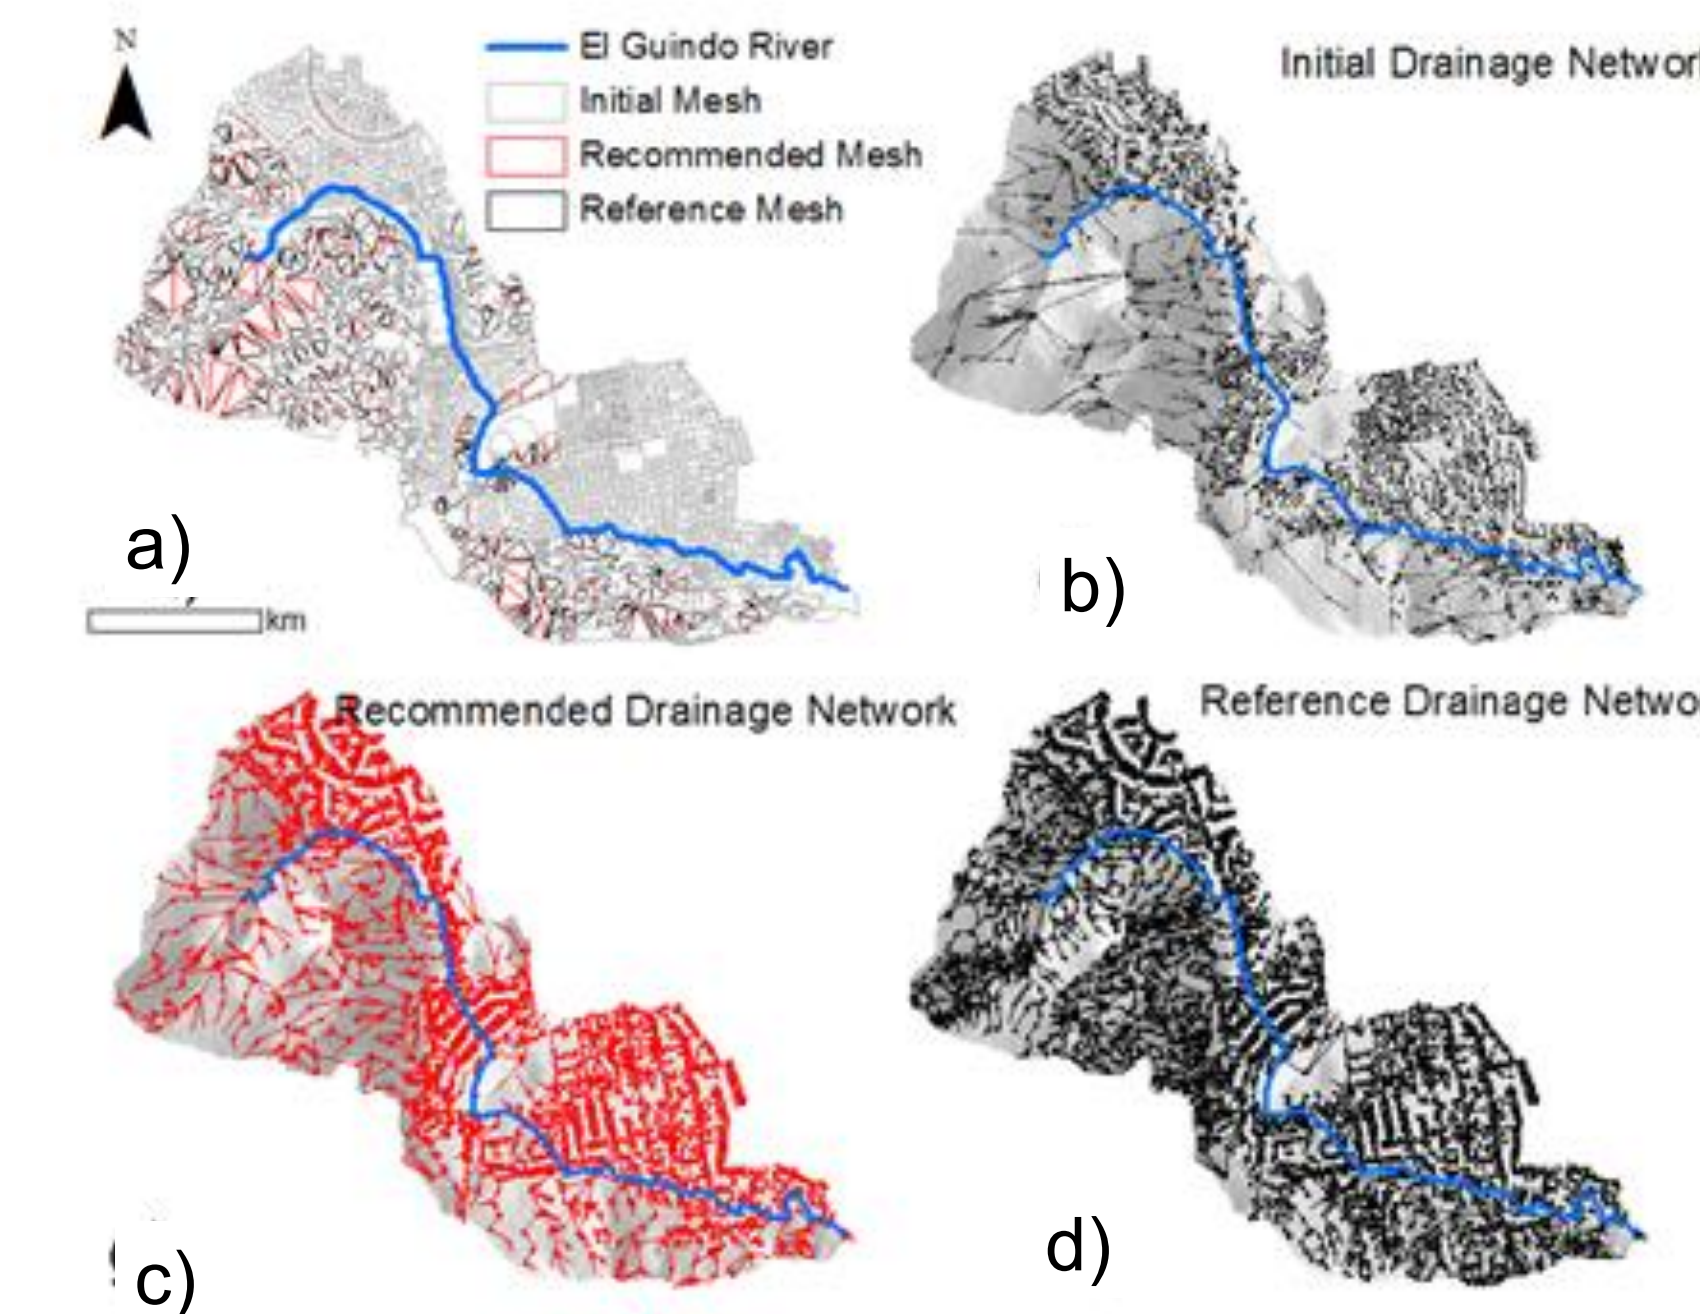 N
El Guindo River
Initial Mesh
Recommended Mesh
Reference Mesh
a)
km
Initial Drainage Networ
b)
Recommended Drainage Network
c)
Reference Drainage Netwo
d)